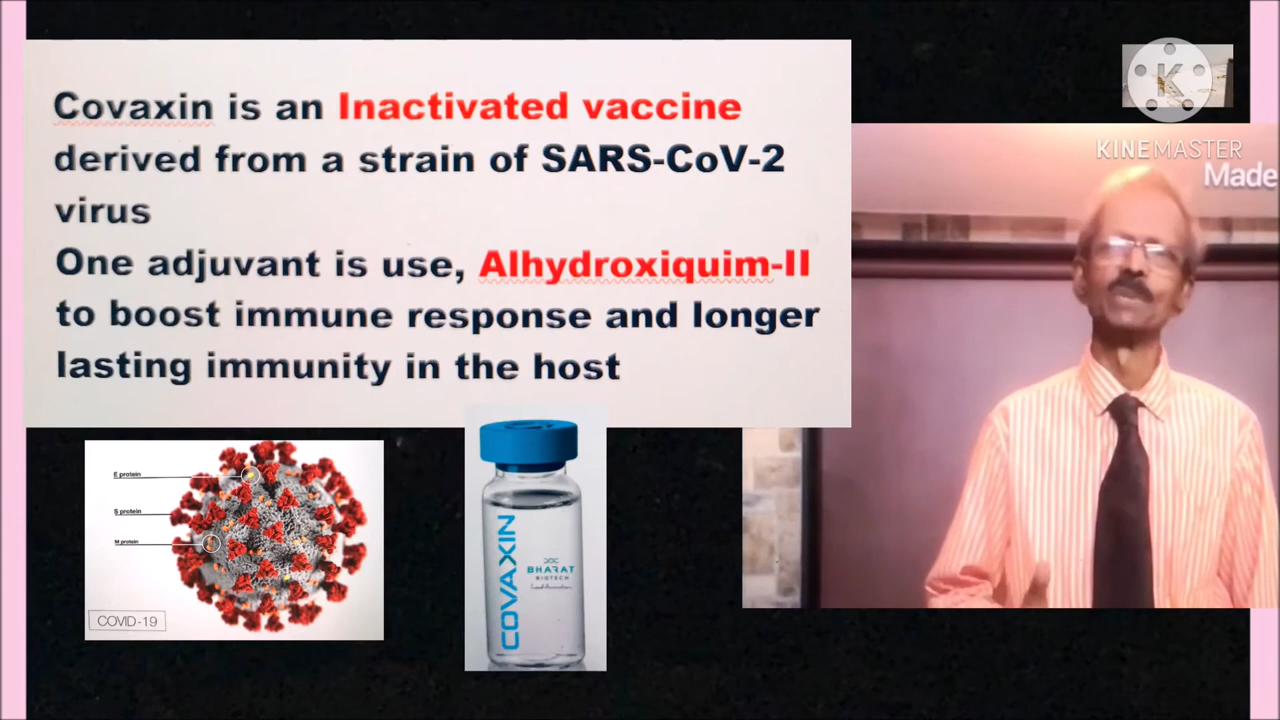 Covaxin is an Inactivated vaccine
derived from a strain of SARS-CoV-2
virus
One adjuvant is use, Alhydroxiquim-II
to boost immune response and longer
lasting immunity in the host
K
KINEMASTER
Made
E protein
S protein
M protein
COVID-19
COVAXIN
BHARAT
BIOTECH
Lead Innovation